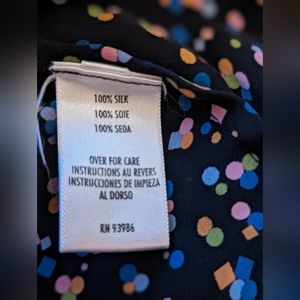 100% SILK
100% SOIE
100% SEDA
OVER FOR CARE
INSTRUCTIONS AU REVERS
INSTRUCCIONES DE LIMPIEZA
AL DORSO
RN 93986